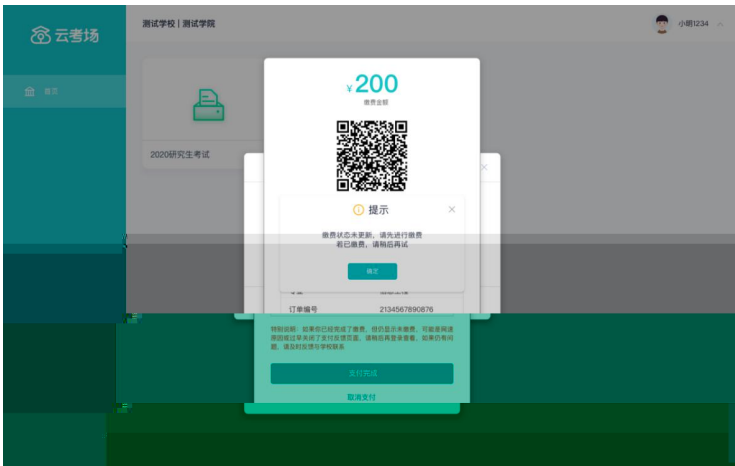 云考场
测试学校 | 测试学院
小明1234
首页
¥200
缴费金额
2020研究生考试
提示
缴费状态未更新，请先进行缴费
若已缴费，请稍后再试
确定
订单编号
2134567890876
特别说明：如果你已经完成了缴费，但仍显示未缴费，可能是网速
原因或过早关闭了支付反馈页面，请稍后再登录查看，如果仍有问
题，请及时反馈与学校联系
支付完成
取消支付